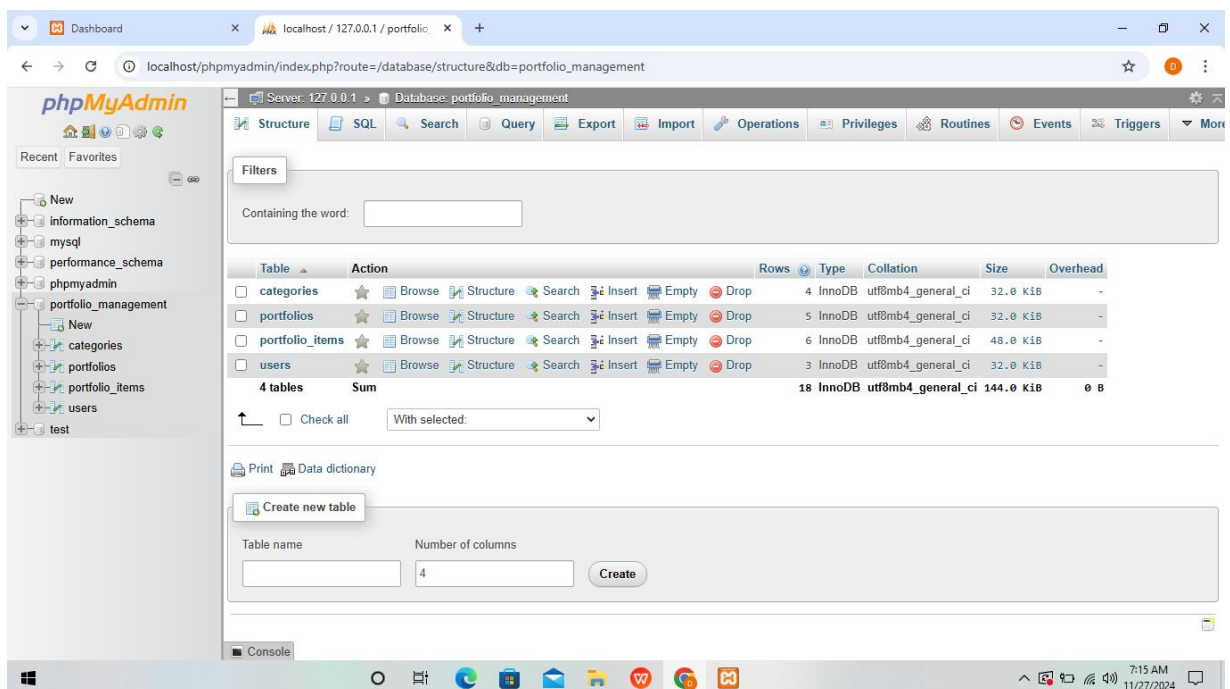 Dashboard
localhost / 127.0.0.1 / portfolio_
localhost/phpmyadmin/index.php?route=/database/structure&db=portfolio_management
D
phpMyAdmin
Recent Favorites
New
information_schema
mysql
performance_schema
phpmyadmin
portfolio_management
New
categories
portfolios
portfolio_items
users
test
Server: 127.0.0.1 » Database: portfolio_management
Structure SQL Search Query Export Import Operations Privileges Routines Events Triggers More
Filters
Containing the word:
Table Action Rows Type Collation Size Overhead
categories Browse Structure Search Insert Empty Drop 4 InnoDB utf8mb4_general_ci 32.0 KiB -
portfolios Browse Structure Search Insert Empty Drop 5 InnoDB utf8mb4_general_ci 32.0 KiB -
portfolio_items Browse Structure Search Insert Empty Drop 6 InnoDB utf8mb4_general_ci 48.0 KiB -
users Browse Structure Search Insert Empty Drop 3 InnoDB utf8mb4_general_ci 32.0 KiB -
4 tables Sum 18 InnoDB utf8mb4_general_ci 144.0 KiB 0 B
Check all With selected:
Print Data dictionary
Create new table
Table name Number of columns
4 Create
Console
7:15 AM
11/27/2024